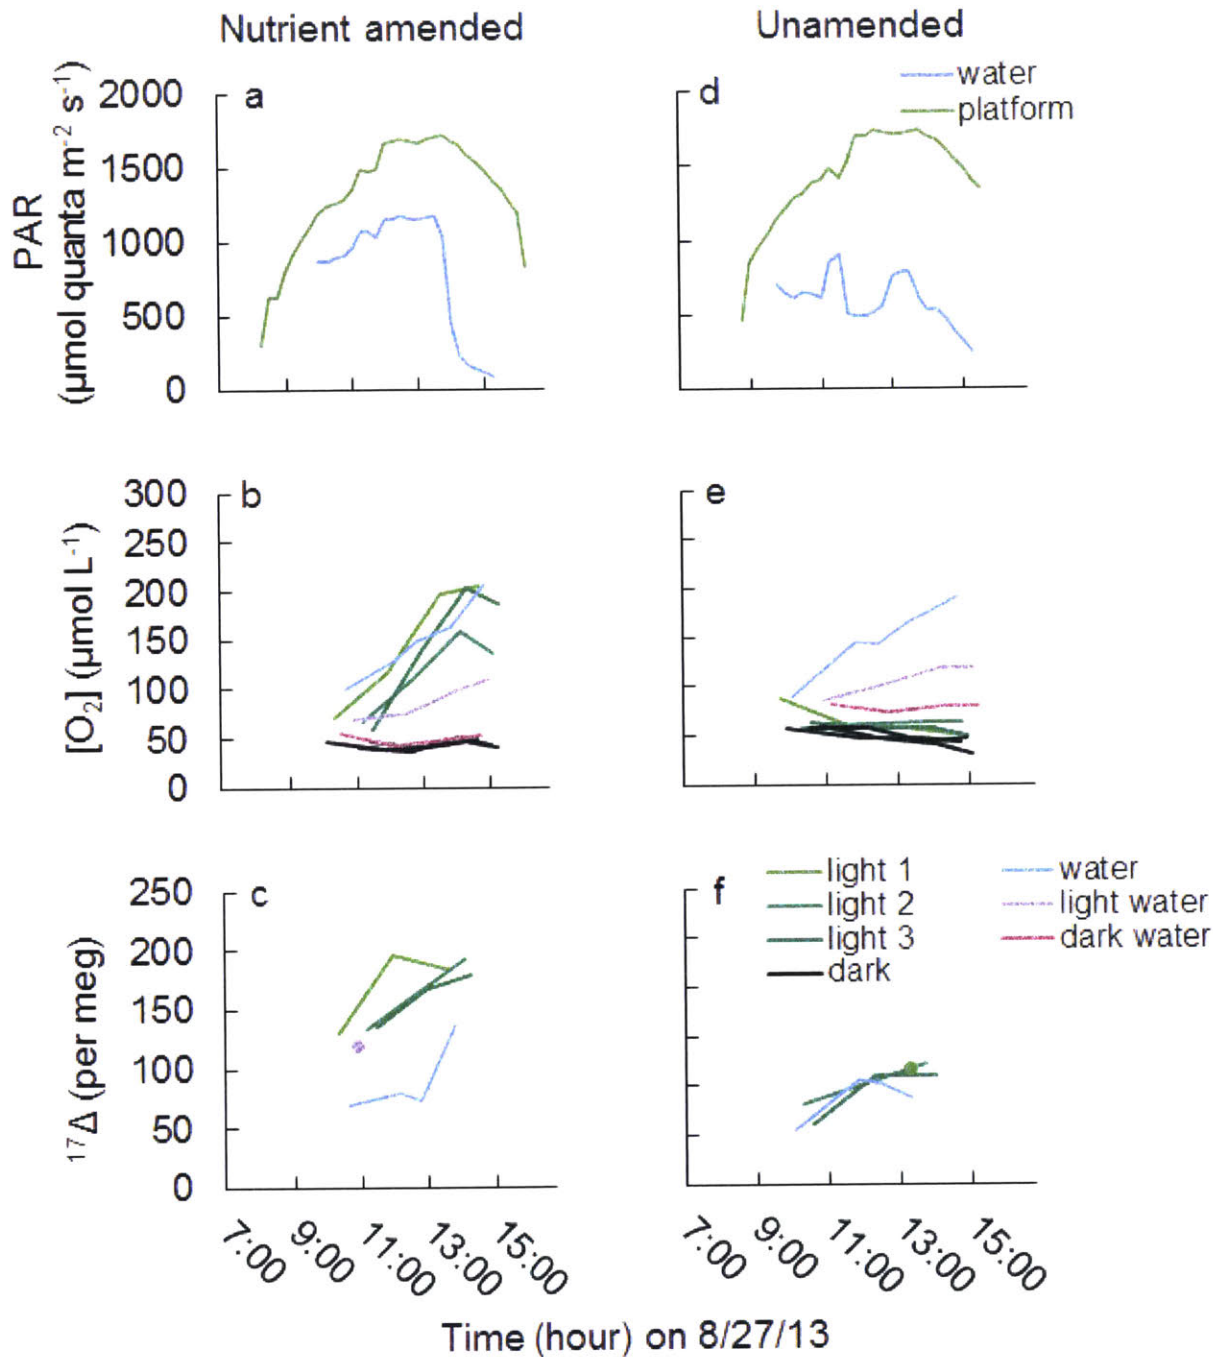 Nutrient amended
Unamended
PAR
(µmol quanta m⁻² s⁻¹)
2000
1500
1000
500
0
a
d
water
platform
[O₂] (µmol L⁻¹)
300
250
200
150
100
50
0
b
e
¹⁷Δ (per meg)
250
200
150
100
50
0
c
f
light 1
light 2
light 3
dark
water
light water
dark water
7:00
9:00
11:00
13:00
15:00
7:00
9:00
11:00
13:00
15:00
Time (hour) on 8/27/13